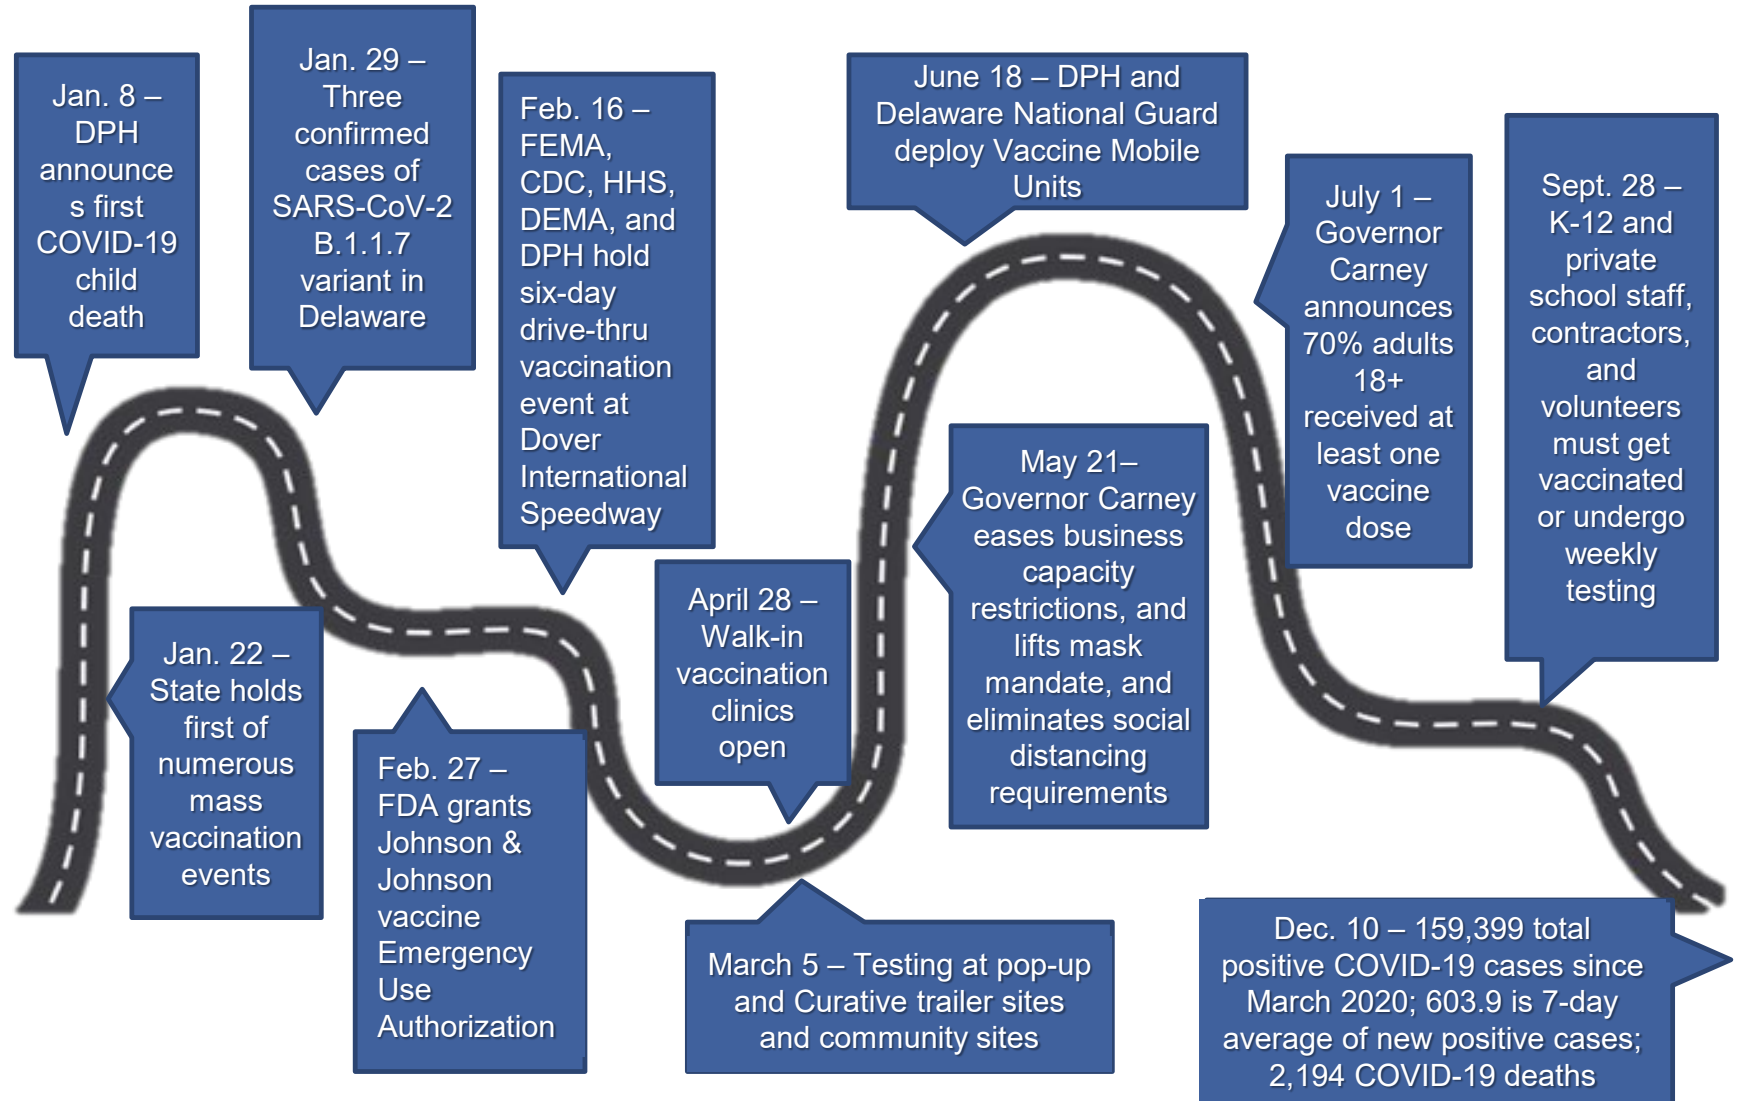 Jan. 8 –
DPH
announce
s first
COVID-19
child
death
Jan. 29 –
Three
confirmed
cases of
SARS-CoV-2
B.1.1.7
variant in
Delaware
Feb. 16 –
FEMA,
CDC, HHS,
DEMA, and
DPH hold
six-day
drive-thru
vaccination
event at
Dover
International
Speedway
June 18 – DPH and
Delaware National Guard
deploy Vaccine Mobile
Units
July 1 –
Governor
Carney
announces
70% adults
18+
received at
least one
vaccine
dose
Sept. 28 –
K-12 and
private
school staff,
contractors,
and
volunteers
must get
vaccinated
or undergo
weekly
testing
Jan. 22 –
State holds
first of
numerous
mass
vaccination
events
Feb. 27 –
FDA grants
Johnson &
Johnson
vaccine
Emergency
Use
Authorization
April 28 –
Walk-in
vaccination
clinics
open
May 21–
Governor Carney
eases business
capacity
restrictions, and
lifts mask
mandate, and
eliminates social
distancing
requirements
March 5 – Testing at pop-up
and Curative trailer sites
and community sites
Dec. 10 – 159,399 total
positive COVID-19 cases since
March 2020; 603.9 is 7-day
average of new positive cases;
2,194 COVID-19 deaths